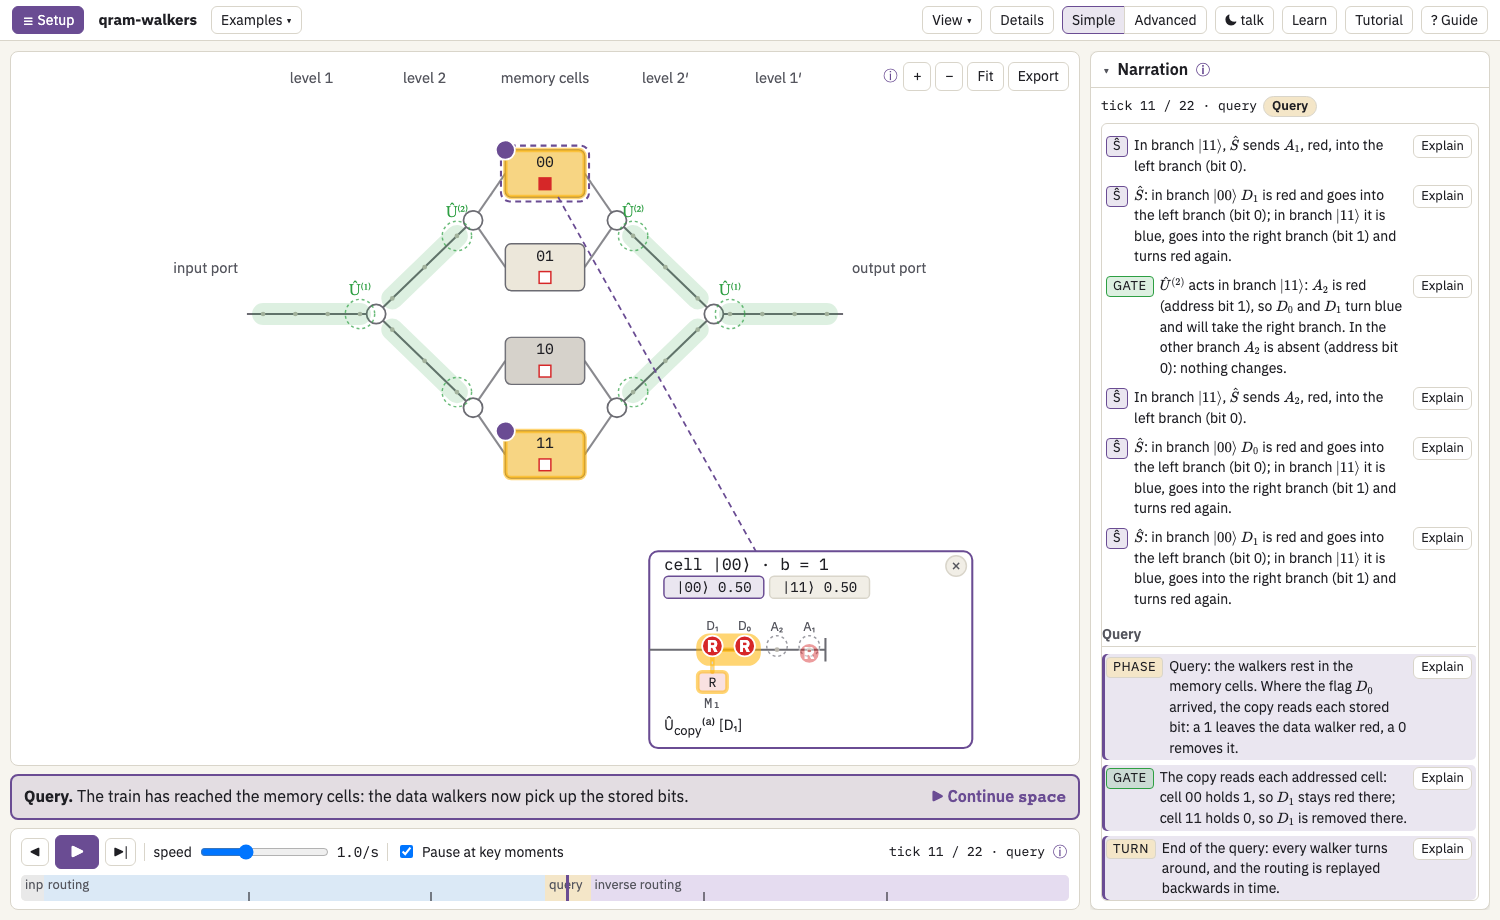 ≡ Setup
qram-walkers
Examples ▾
View ▾
Details
Simple
Advanced
talk
Learn
Tutorial
? Guide
level 1
level 2
memory cells
level 2′
level 1′
ⓘ
+
−
Fit
Export
00
Û⁽²⁾
Û⁽²⁾
01
input port
output port
Û⁽¹⁾
Û⁽¹⁾
10
11
cell |00⟩ · b = 1
×
|00⟩ 0.50
|11⟩ 0.50
D₁ D₀ A₂ A₁
R R R
R
M₁
Û_copy⁽ᵃ⁾ [D₁]
Query. The train has reached the memory cells: the data walkers now pick up the stored bits.
▶ Continue space
◀ ▶ ▶|
speed
1.0/s
Pause at key moments
tick 11 / 22 · query ⓘ
inp
routing
query
inverse routing
▾ Narration ⓘ
tick 11 / 22 · query Query
Ŝ In branch |11⟩, Ŝ sends A₁, red, into the
left branch (bit 0).
Explain
Ŝ Ŝ: in branch |00⟩ D₁ is red and goes into
the left branch (bit 0); in branch |11⟩ it is
blue, goes into the right branch (bit 1) and
turns red again.
Explain
GATE Û⁽²⁾ acts in branch |11⟩: A₂ is red
(address bit 1), so D₀ and D₁ turn blue
and will take the right branch. In the
other branch A₂ is absent (address bit
0): nothing changes.
Explain
Ŝ In branch |11⟩, Ŝ sends A₂, red, into the
left branch (bit 0).
Explain
Ŝ Ŝ: in branch |00⟩ D₀ is red and goes into
the left branch (bit 0); in branch |11⟩ it is
blue, goes into the right branch (bit 1) and
turns red again.
Explain
Ŝ Ŝ: in branch |00⟩ D₁ is red and goes into
the left branch (bit 0); in branch |11⟩ it is
blue, goes into the right branch (bit 1) and
turns red again.
Explain
Query
PHASE Query: the walkers rest in the
memory cells. Where the flag D₀
arrived, the copy reads each stored
bit: a 1 leaves the data walker red, a 0
removes it.
Explain
GATE The copy reads each addressed cell:
cell 00 holds 1, so D₁ stays red there;
cell 11 holds 0, so D₁ is removed there.
Explain
TURN End of the query: every walker turns
around, and the routing is replayed
backwards in time.
Explain